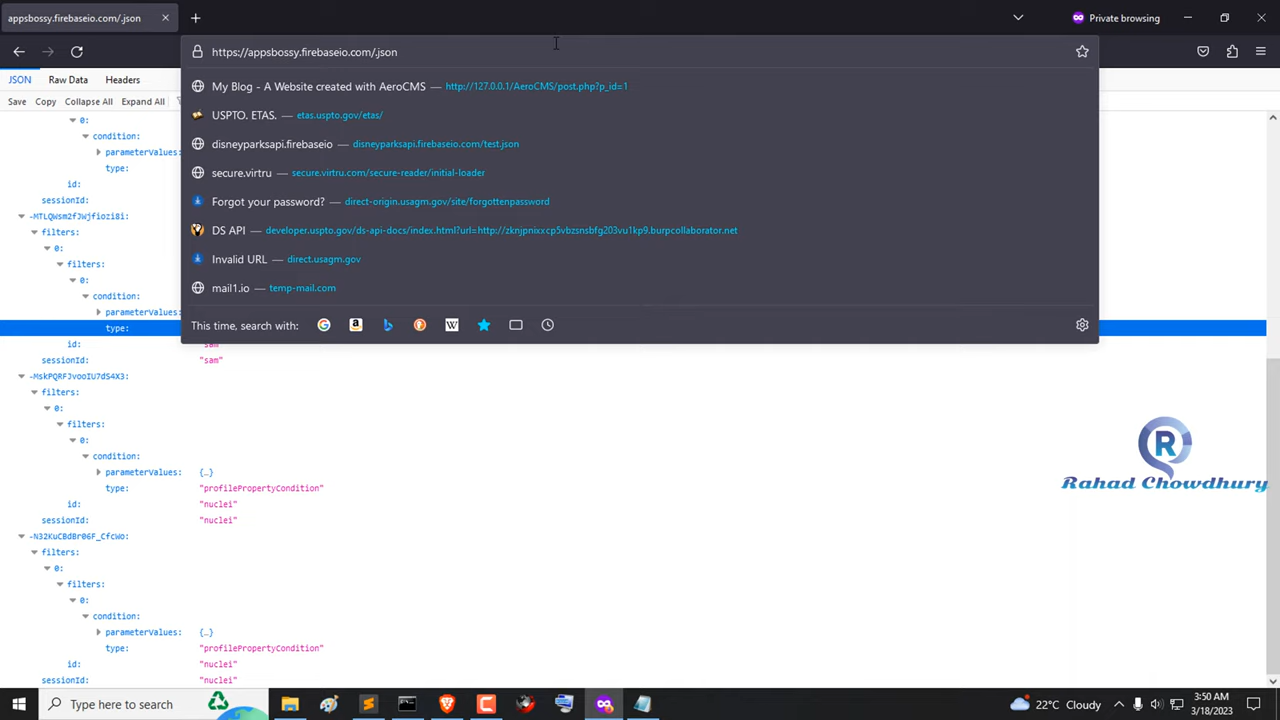 appsbossy.firebaseio.com/.json
Private browsing
https://appsbossy.firebaseio.com/.json
JSON Raw Data Headers
My Blog - A Website created with AeroCMS — http://127.0.0.1/AeroCMS/post.php?p_id=1
Save Copy Collapse All Expand All
USPTO. ETAS. — etas.uspto.gov/etas/
0:
condition:
disneyparksapi.firebaseio — disneyparksapi.firebaseio.com/test.json
parameterValues:
type:
secure.virtru — secure.virtru.com/secure-reader/initial-loader
id:
sessionId:
Forgot your password? — direct-origin.usagm.gov/site/forgottenpassword
-MTLQWsm2fJWjfiozi8i:
filters:
DS API — developer.uspto.gov/ds-api-docs/index.html?url=http://zknjpnixxcp5vbzsnsbfg203vu1kp9.burpcollaborator.net
0:
filters:
Invalid URL — direct.usagm.gov
0:
mail1.io — temp-mail.com
condition:
parameterValues:
type:
This time, search with:
id: "sam"
sessionId: "sam"
-MskPQRFJvooIU7dS4X3:
filters:
0:
filters:
0:
condition:
parameterValues: {…}
type: "profilePropertyCondition"
id: "nuclei"
sessionId: "nuclei"
-N32KuCBdBr06F_CfcWo:
filters:
0:
filters:
0:
condition:
parameterValues: {…}
type: "profilePropertyCondition"
id: "nuclei"
sessionId: "nuclei"
R
Rahad Chowdhury
Type here to search
22°C Cloudy
3:50 AM
3/18/2023